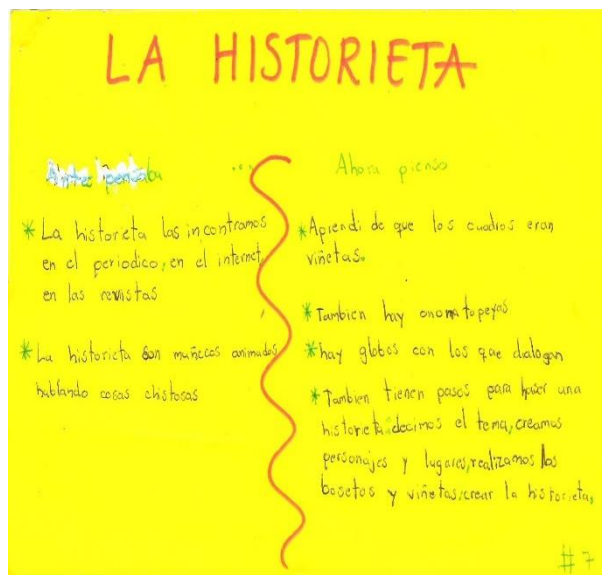 LA HISTORIETA
Antes pensaba
... Ahora pienso
* La historieta las incontramos
en el periodico, en el internet,
en las revistas
* La historieta son muñecos animados
hablando cosas chistosas
* Aprendi de que los cuadros eran
viñetas.
* Tambien hay onomatopeyas
* hay globos con los que dialogan
* Tambien tienen pasos para hacer una
historieta: decimos el tema, creamos
personajes y lugares, realizamos los
bosetos y viñetas, crear la historieta.
# 7